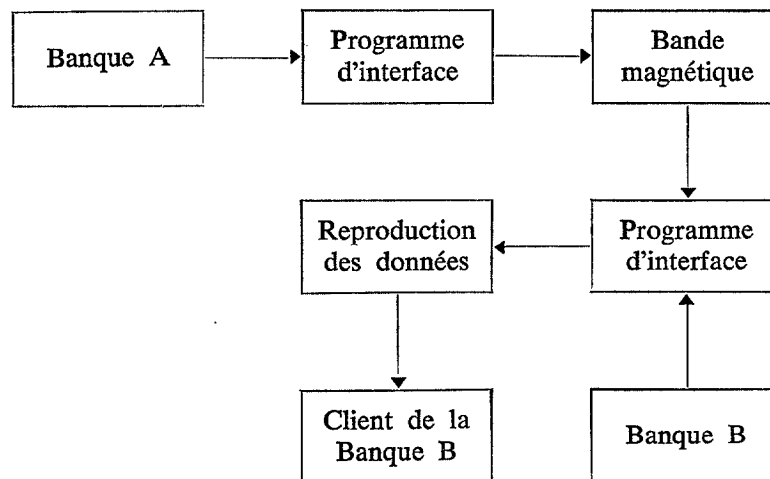 Banque A
Programme
d'interface
Bande
magnétique
Reproduction
des données
Programme
d'interface
Client de la
Banque B
Banque B